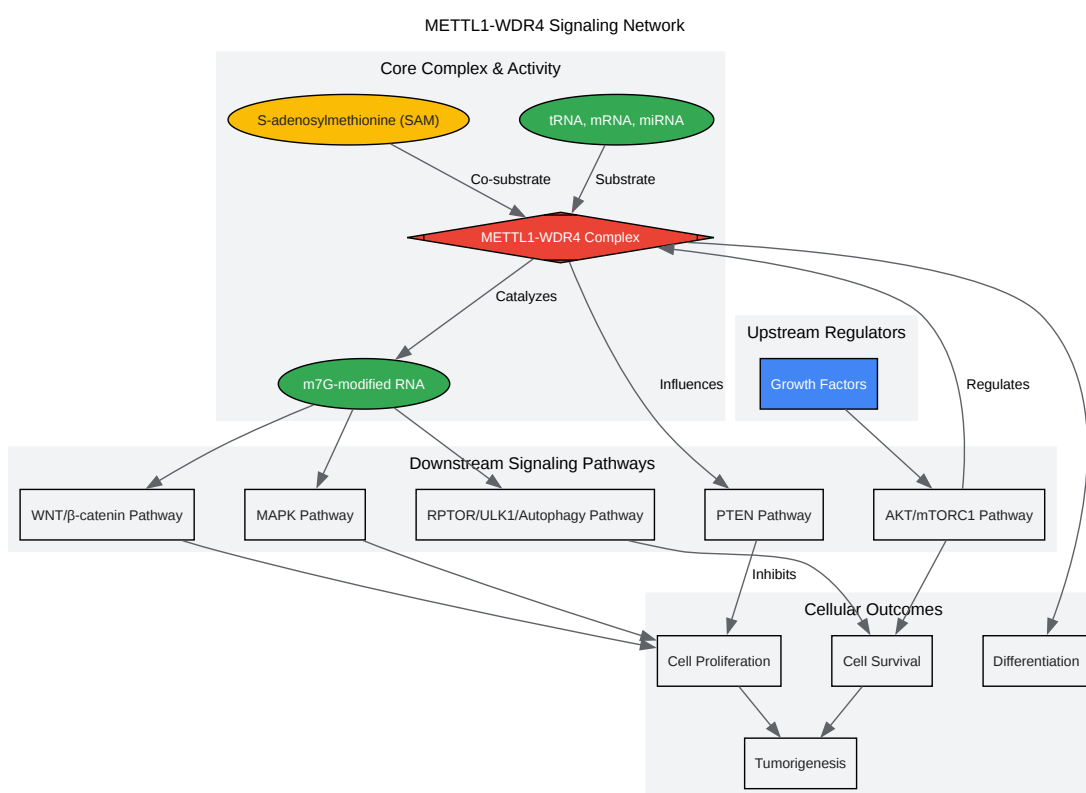 METTL1-WDR4 Signaling Network
Core Complex & Activity
S-adenosylmethionine (SAM)
tRNA, mRNA, miRNA
Co-substrate
Substrate
METTL1-WDR4 Complex
Catalyzes
Upstream Regulators
m7G-modified RNA
Influences
Growth Factors
Regulates
Downstream Signaling Pathways
WNT/β-catenin Pathway
MAPK Pathway
RPTOR/ULK1/Autophagy Pathway
PTEN Pathway
AKT/mTORC1 Pathway
Inhibits
Cellular Outcomes
Cell Proliferation
Cell Survival
Differentiation
Tumorigenesis